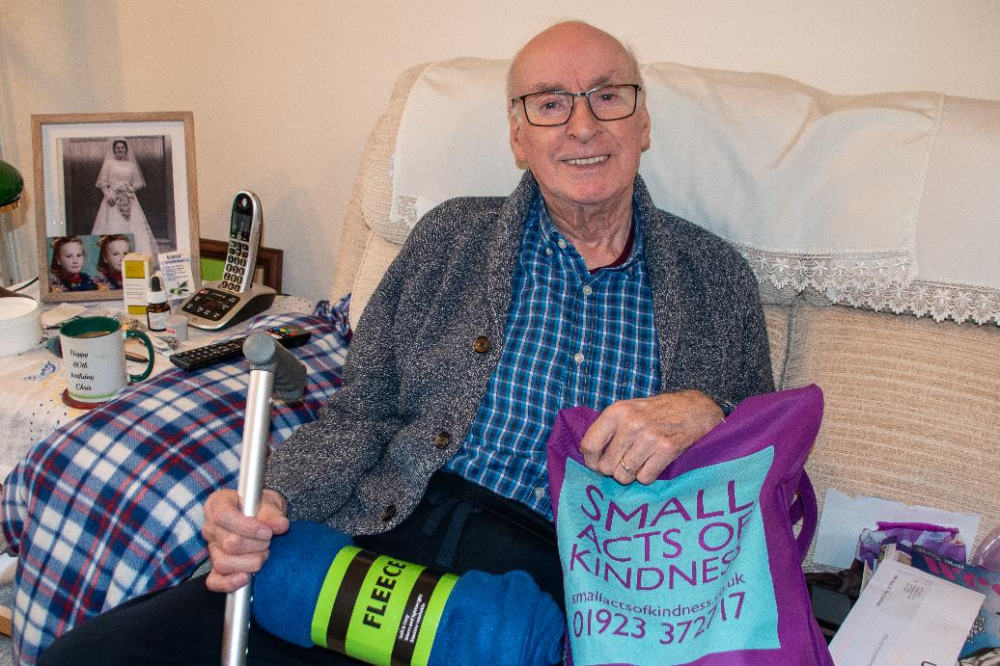 Happy
80th
birthday
Chris
FLEECE
SMALL
ACTS OF
KINDNESS
smallactsofkindness.co.uk
01923 372717